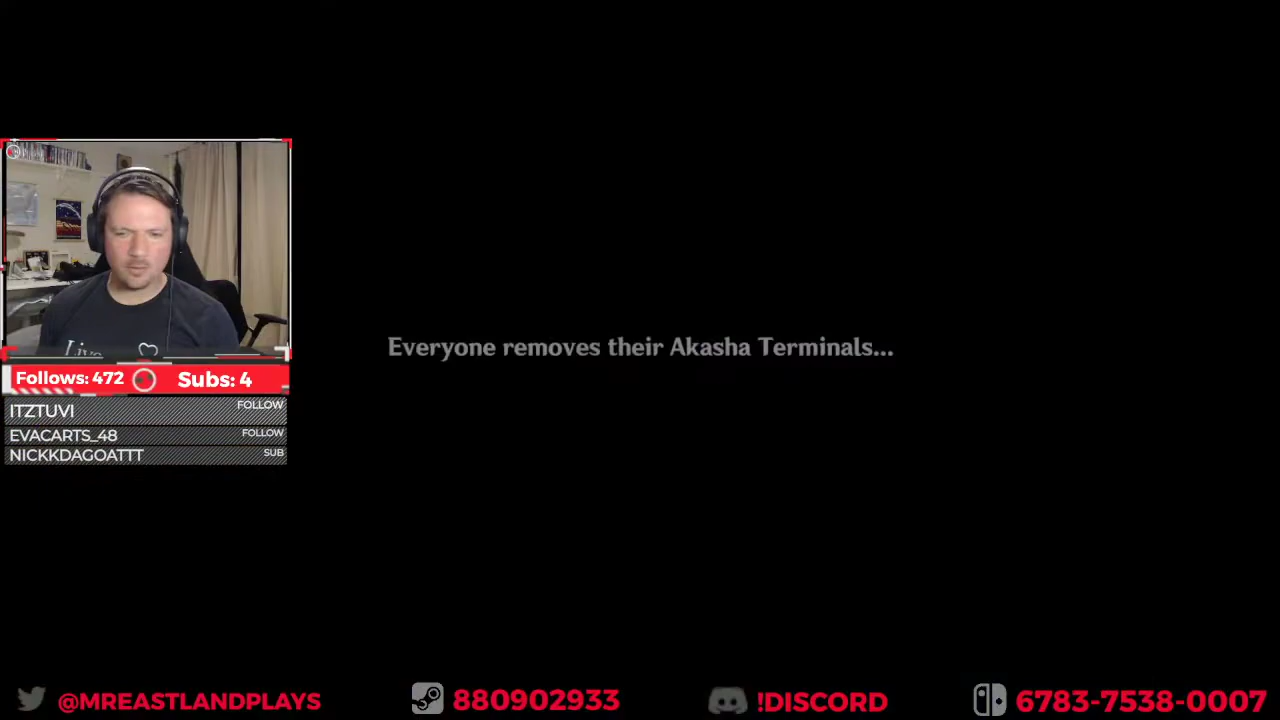 Everyone removes their Akasha Terminals...
Live
Follows: 472 Subs: 4
ITZTUVI FOLLOW
EVACARTS_48 FOLLOW
NICKKDAGOATTT SUB
@MREASTLANDPLAYS 880902933 !DISCORD 6783-7538-0007